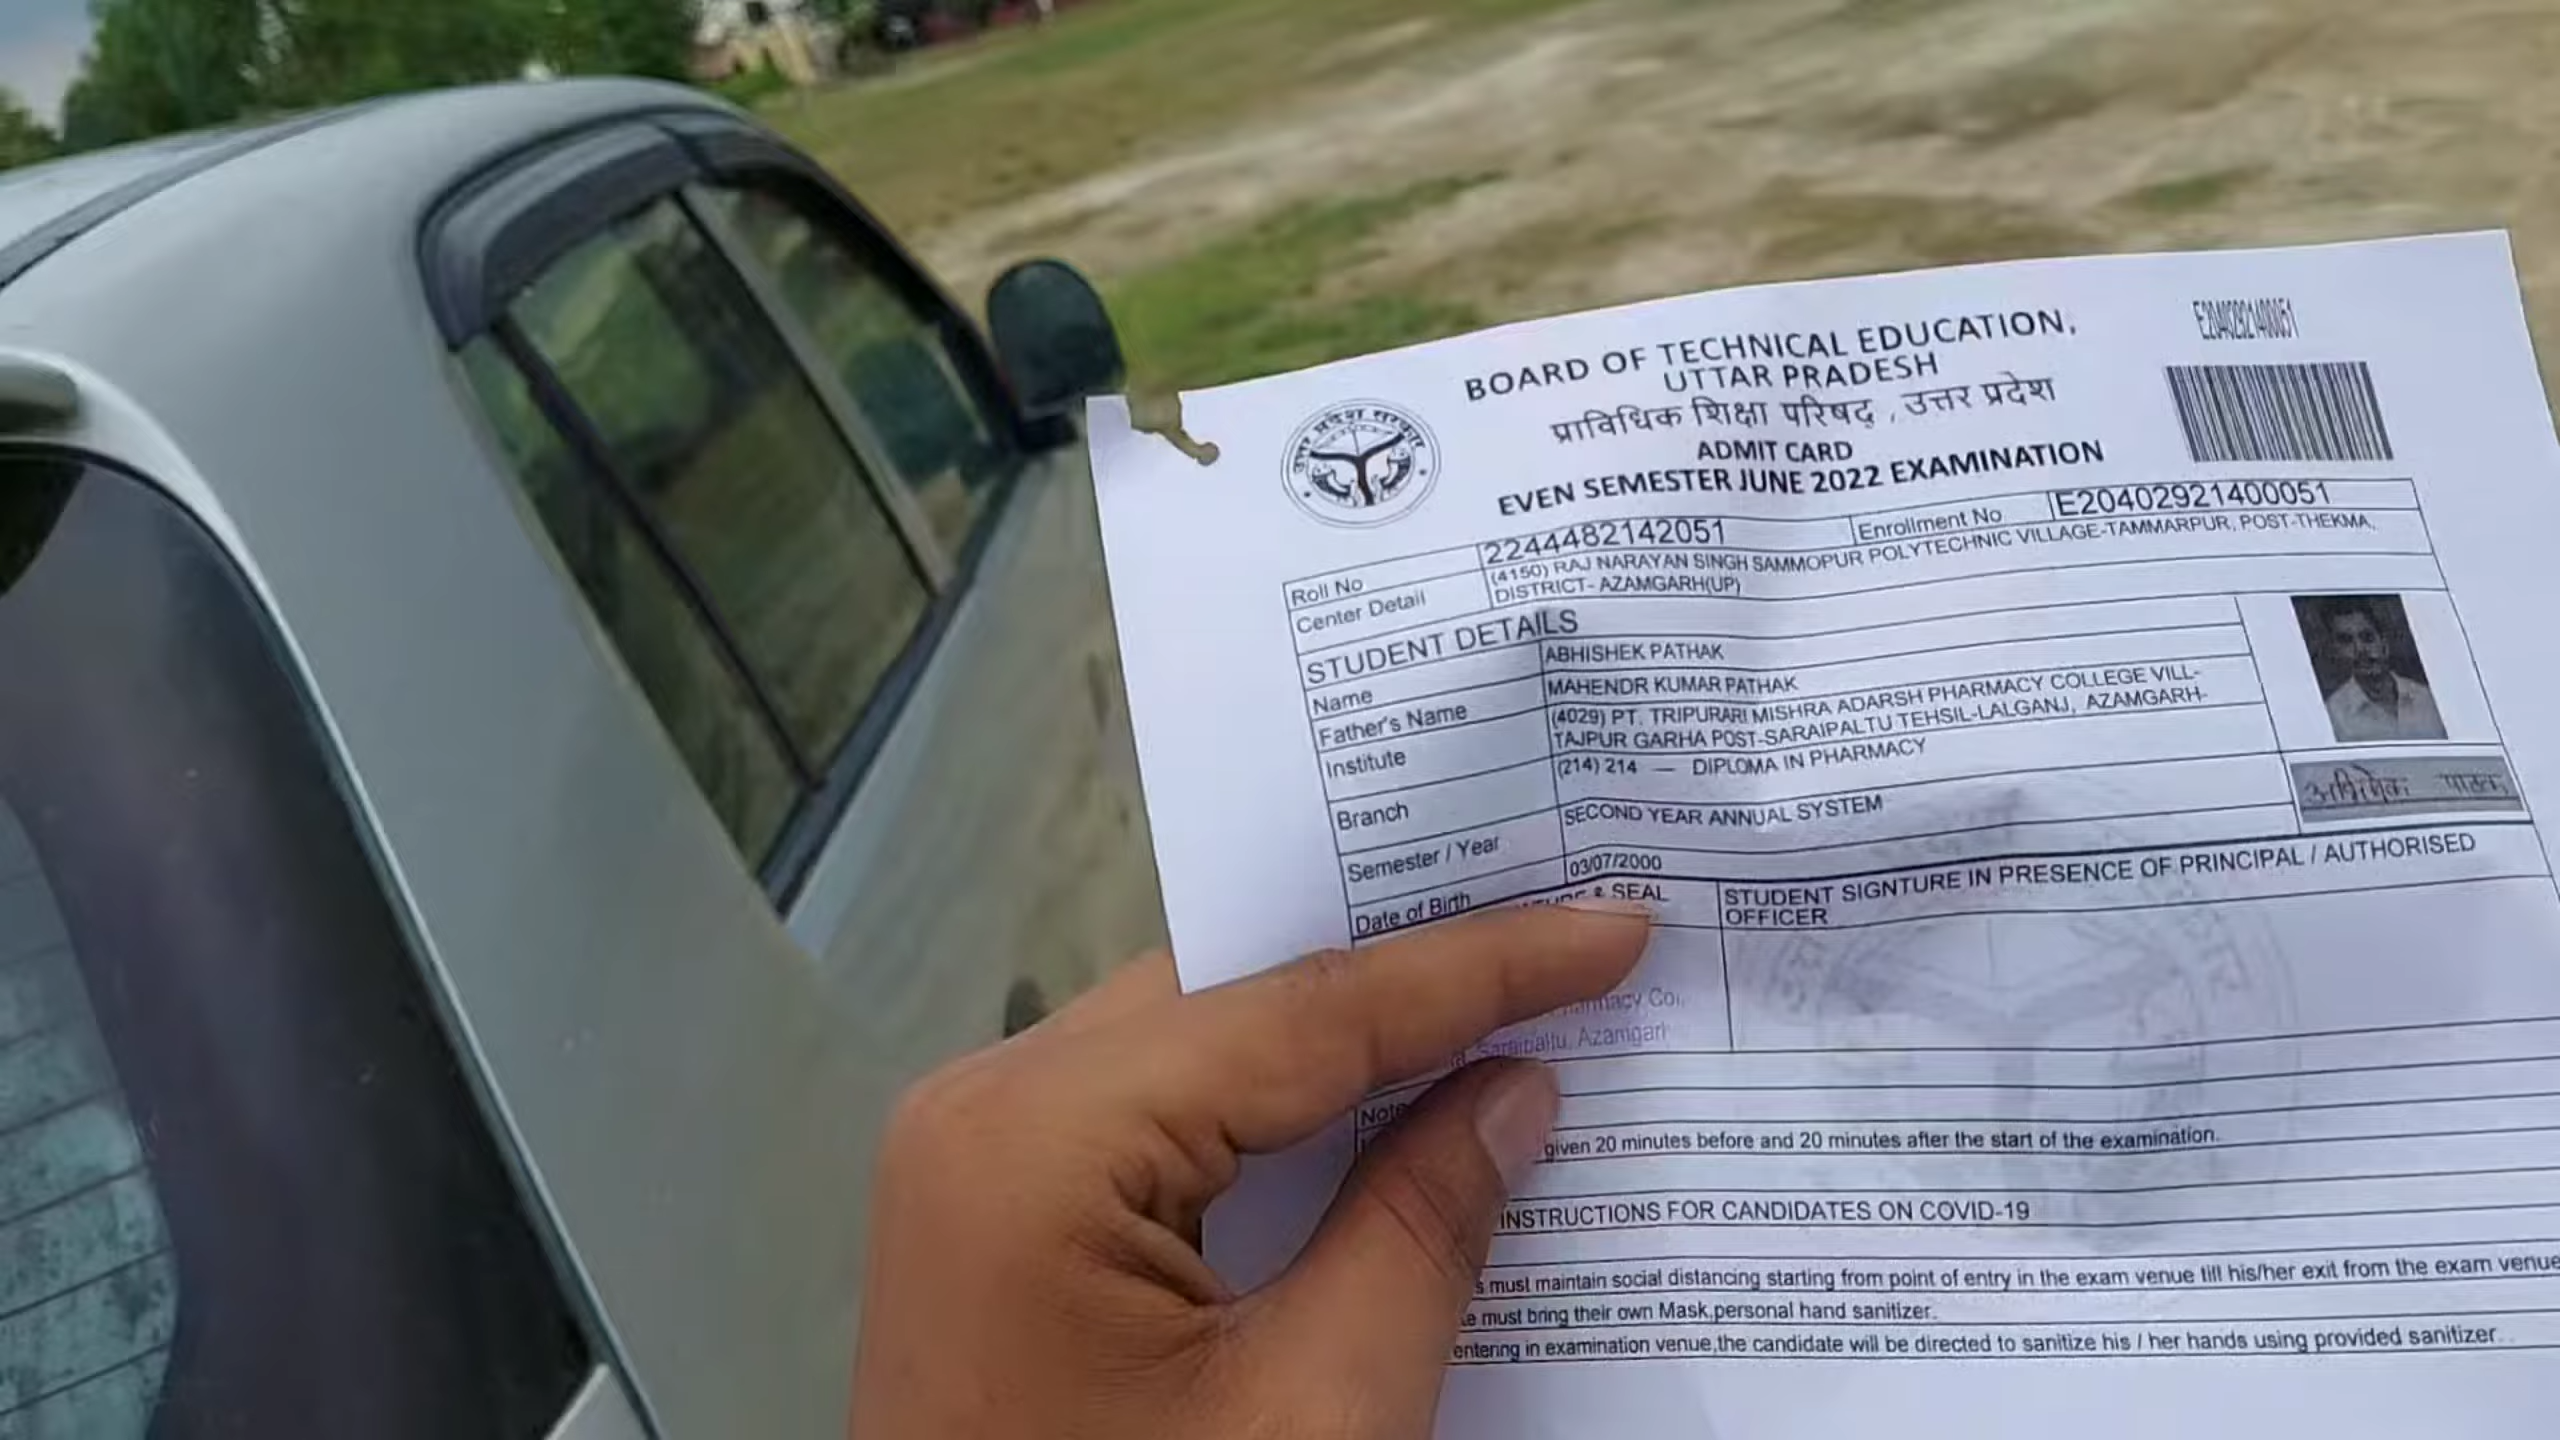 E20402921400051
BOARD OF TECHNICAL EDUCATION,
UTTAR PRADESH
प्राविधिक शिक्षा परिषद् , उत्तर प्रदेश
ADMIT CARD
EVEN SEMESTER JUNE 2022 EXAMINATION
Roll No 2244482142051 Enrollment No E20402921400051
Center Detail (4150) RAJ NARAYAN SINGH SAMMOPUR POLYTECHNIC VILLAGE-TAMMARPUR, POST-THEKMA,
DISTRICT- AZAMGARH(UP)
STUDENT DETAILS
Name ABHISHEK PATHAK
Father's Name MAHENDR KUMAR PATHAK
Institute (4029) PT. TRIPURARI MISHRA ADARSH PHARMACY COLLEGE VILL-
TAJPUR GARHA POST-SARAIPALTU TEHSIL-LALGANJ, AZAMGARH-
Branch (214) 214 — DIPLOMA IN PHARMACY
Semester / Year SECOND YEAR ANNUAL SYSTEM
Date of Birth 03/07/2000
अभिषेक पाठक
& SEAL
STUDENT SIGNTURE IN PRESENCE OF PRINCIPAL / AUTHORISED
OFFICER
Saraipaltu, Azamgarh
Note
given 20 minutes before and 20 minutes after the start of the examination.
INSTRUCTIONS FOR CANDIDATES ON COVID-19
must maintain social distancing starting from point of entry in the exam venue till his/her exit from the exam venue
must bring their own Mask,personal hand sanitizer.
entering in examination venue,the candidate will be directed to sanitize his / her hands using provided sanitizer